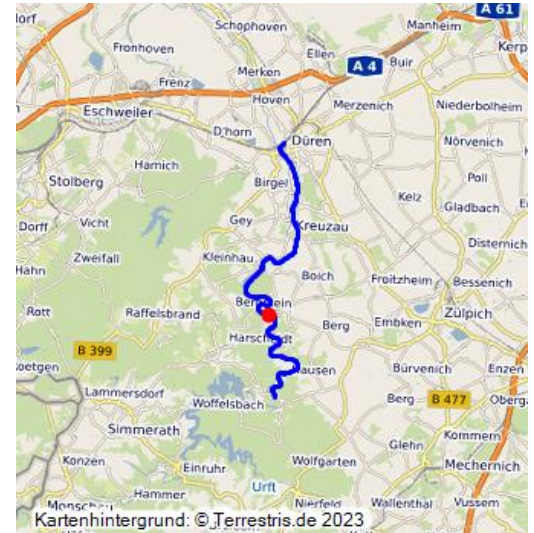 A 61
Schophoven
Manheim
Fronhoven
Ellen
A 4
Buir
Kerp
Merken
Frenz
Hoven
Merzenich
Niederbolheim
Eschweiler
D'horn
Düren
Nörvenich
Hamich
Birgel
Poll
Stolberg
Kelz
Gladbach
Gey
Kreuzau
Dorff
Vicht
Disternich
Zweifall
Kleinhau
Hahn
Boich
Froitzheim
Bessenich
Rott
Raffelsbrand
Zülpich
Berg
Embken
B 399
Lammersdorf
Bürvenich
Enzen
Woffelsbach
Berg
B 477
Simmerath
Kommern
Glehn
Konzen
Einruhr
Wolfgarten
Mechernich
Hammer
Urft
Monschau
Nierfeld
Wallenthal
Vussem
Kartenhintergrund: © Terrestris.de 2023